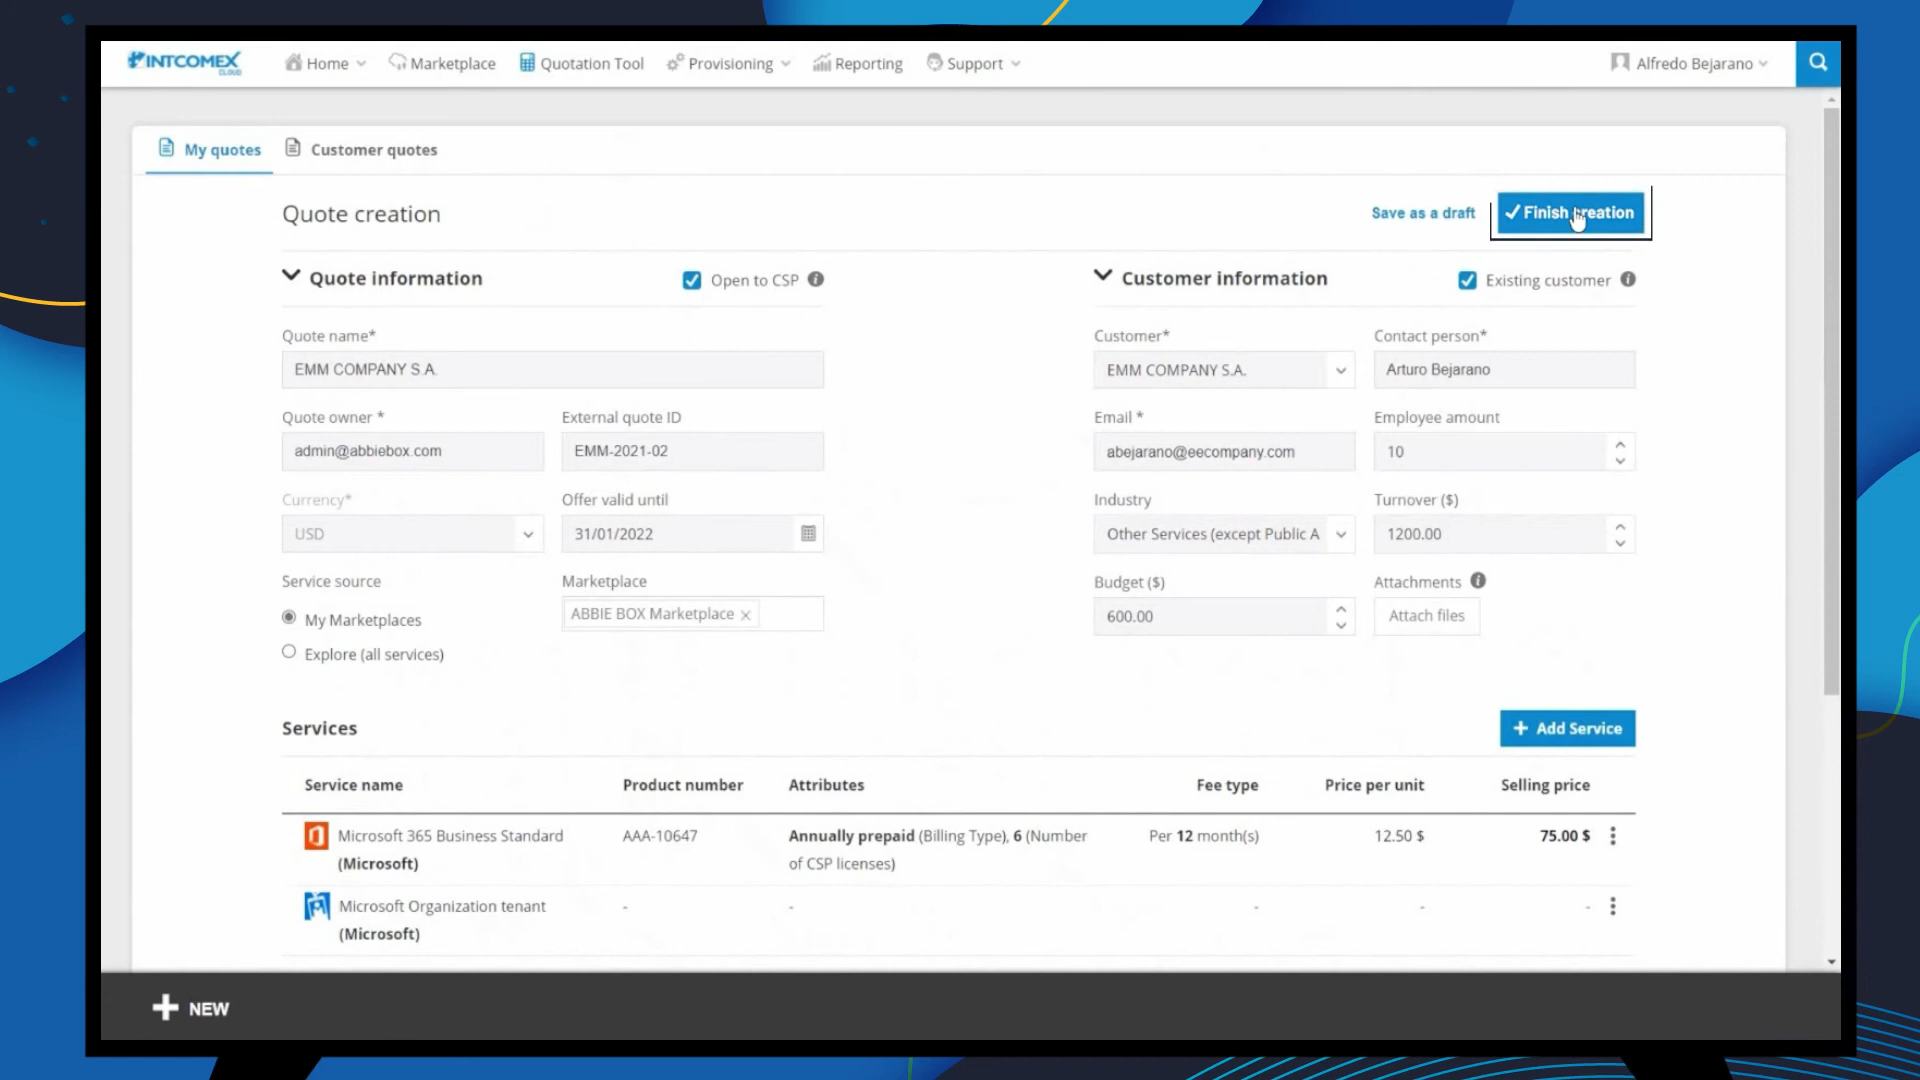 INTCOMEX CLOUD Home Marketplace Quotation Tool Provisioning Reporting Support Alfredo Bejarano
My quotes Customer quotes
Quote creation Save as a draft Finish creation
Quote information Open to CSP Customer information Existing customer
Quote name* Customer* Contact person*
EMM COMPANY S.A. EMM COMPANY S.A. Arturo Bejarano
Quote owner * External quote ID Email * Employee amount
admin@abbiebox.com EMM-2021-02 abejarano@eecompany.com 10
Currency* Offer valid until Industry Turnover ($)
USD 31/01/2022 Other Services (except Public A 1200.00
Service source Marketplace Budget ($) Attachments
My Marketplaces ABBIE BOX Marketplace 600.00 Attach files
Explore (all services)
Services + Add Service
Service name Product number Attributes Fee type Price per unit Selling price
Microsoft 365 Business Standard AAA-10647 Annually prepaid (Billing Type), 6 (Number Per 12 month(s) 12.50 $ 75.00 $
(Microsoft) of CSP licenses)
Microsoft Organization tenant - - - - -
(Microsoft)
+ NEW